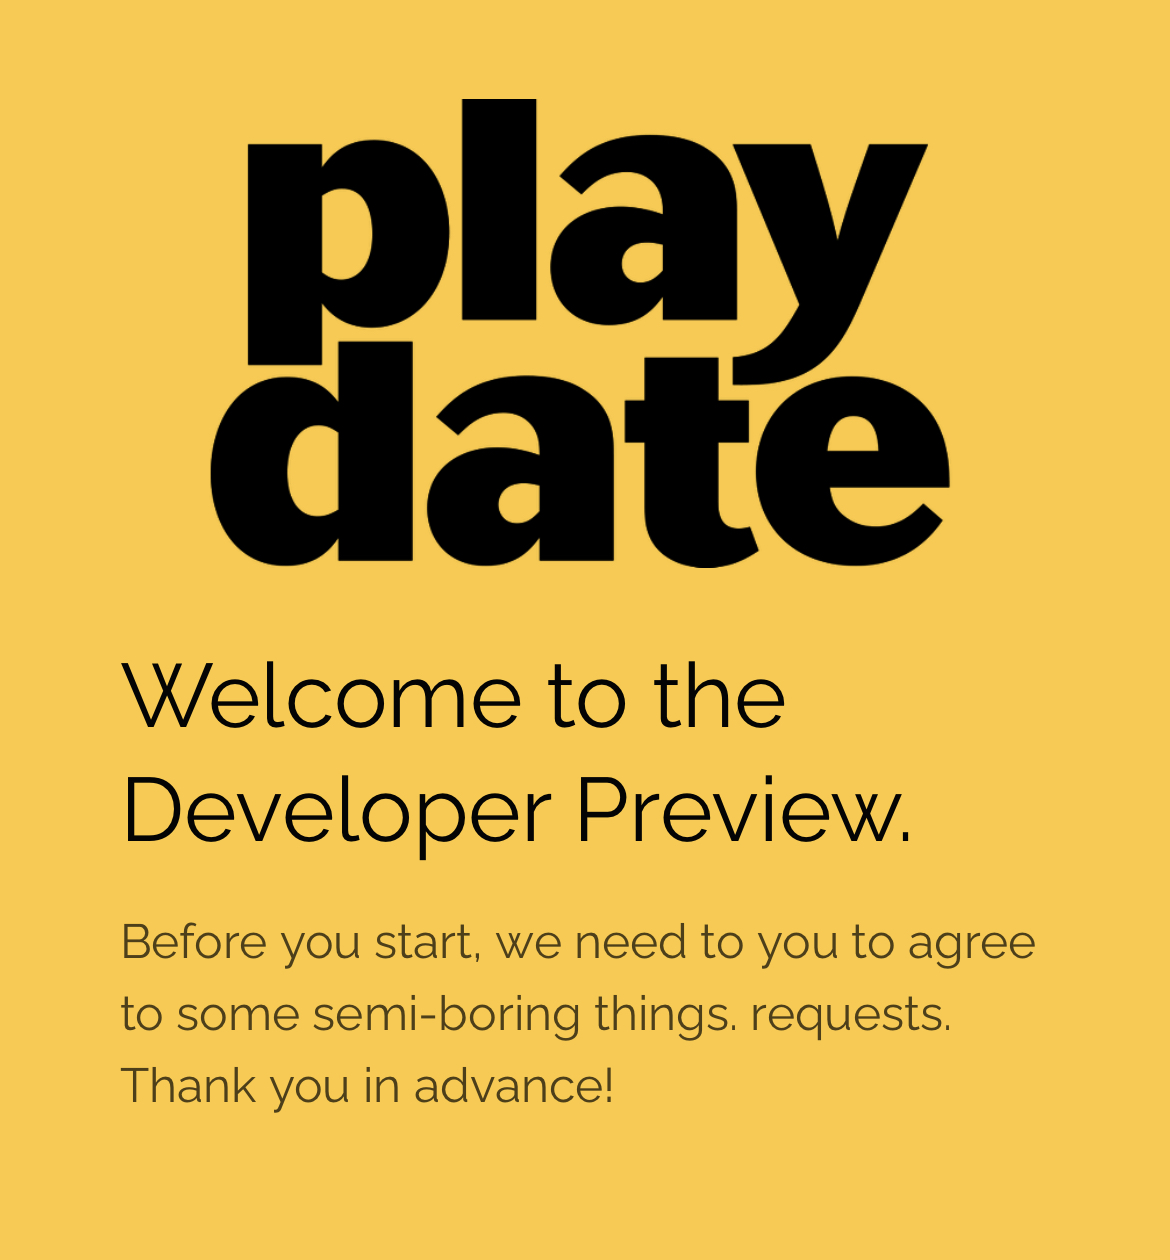 play
date
Welcome to the
Developer Preview.
Before you start, we need to you to agree
to some semi-boring things. requests.
Thank you in advance!